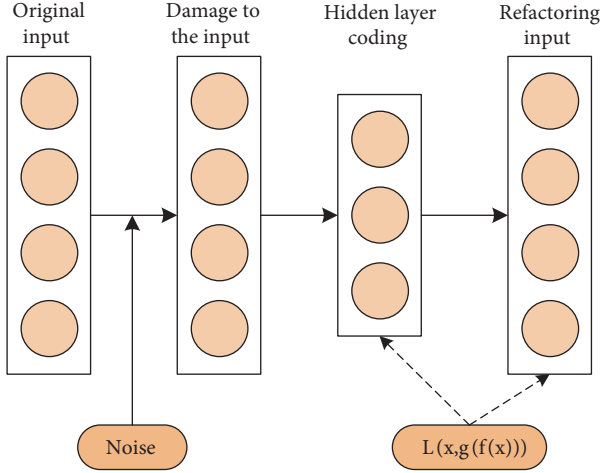 Original
input
Damage to
the input
Hidden layer
coding
Refactoring
input
Noise
L(x,g(f(x)))